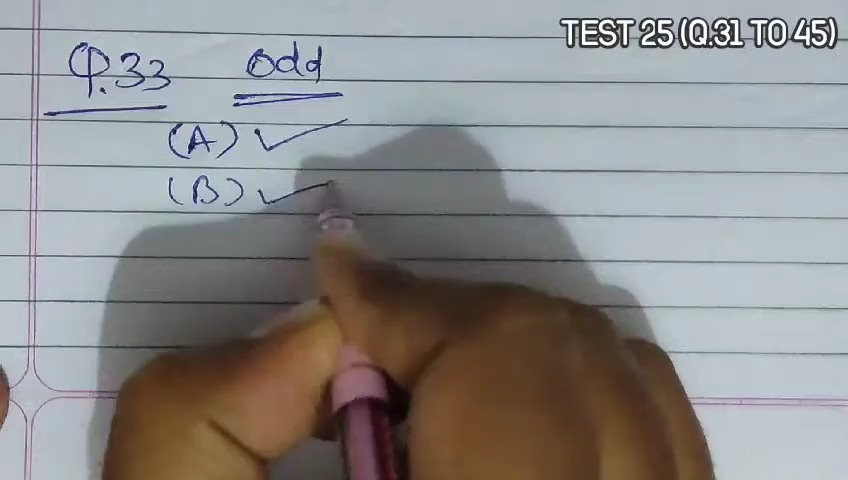 TEST 25 (Q.31 TO 45)
Q.33 Odd
(A) ✓
(B) ✓